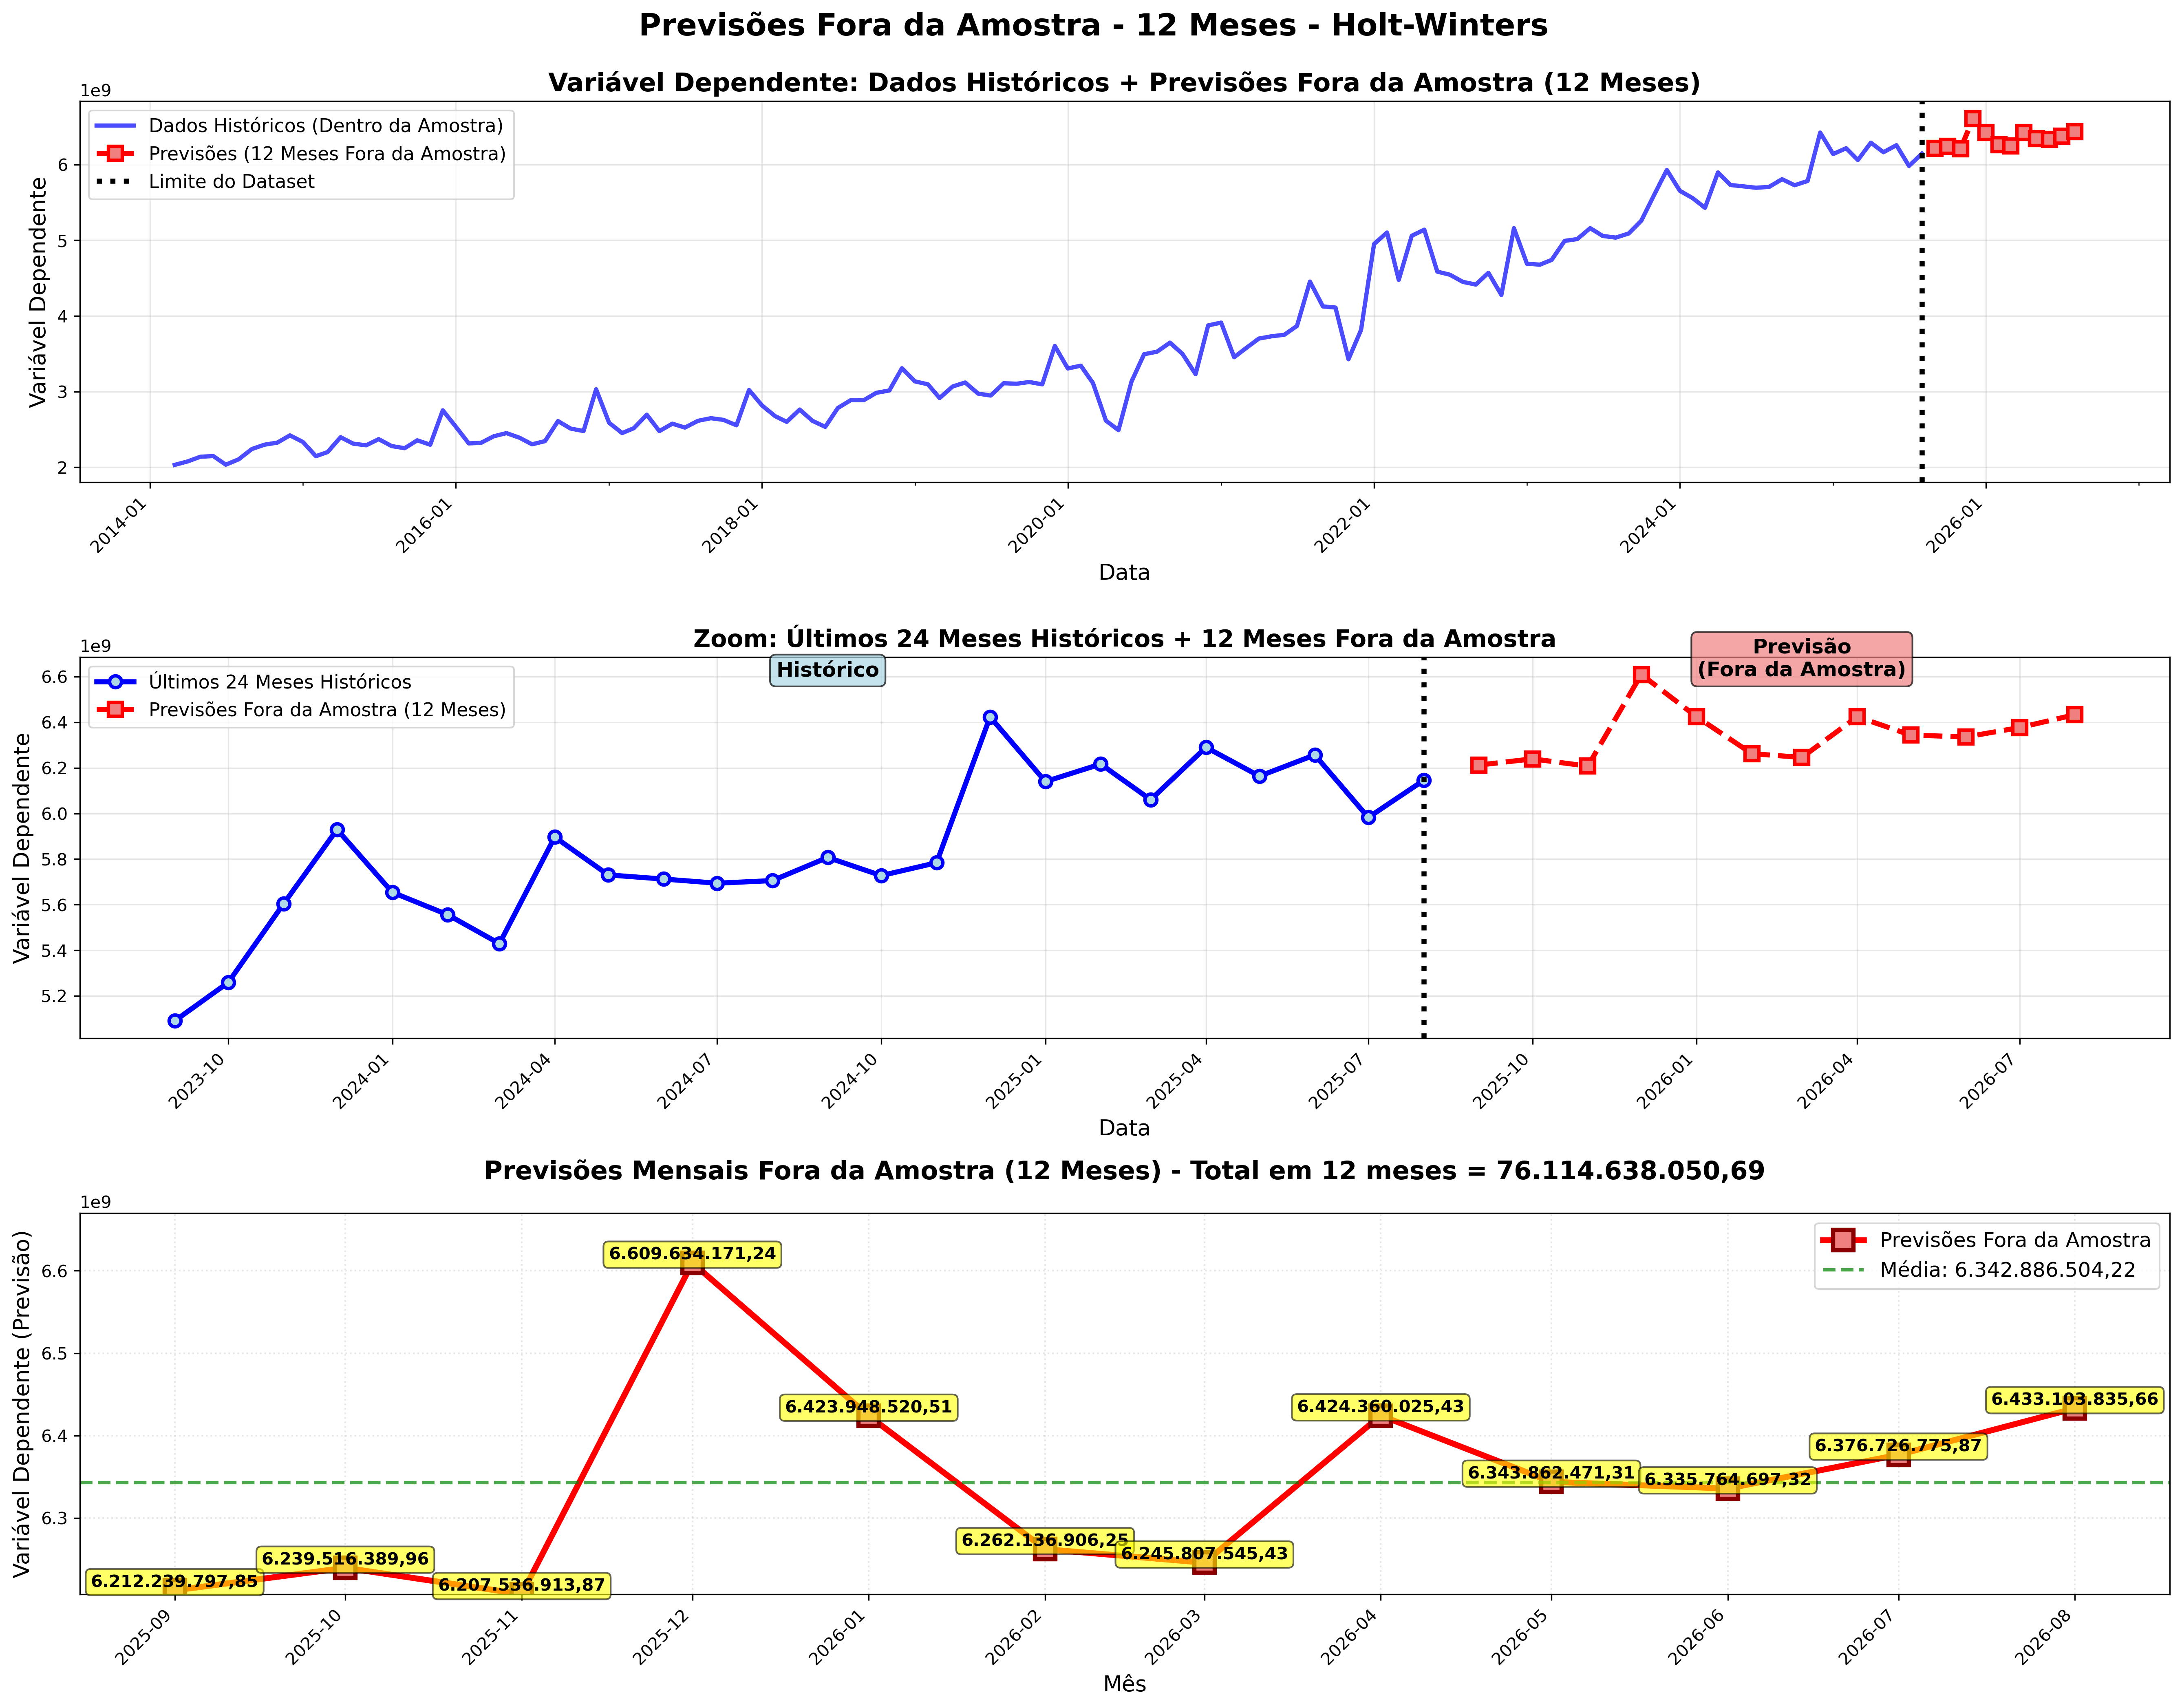 Previsões Fora da Amostra - 12 Meses - Holt-Winters
Variável Dependente: Dados Históricos + Previsões Fora da Amostra (12 Meses)
1e9
Dados Históricos (Dentro da Amostra)
Previsões (12 Meses Fora da Amostra)
Limite do Dataset
Variável Dependente
6
5
4
3
2
2014-01
2016-01
2018-01
2020-01
2022-01
2024-01
2026-01
Data
Zoom: Últimos 24 Meses Históricos + 12 Meses Fora da Amostra
1e9
Últimos 24 Meses Históricos
Previsões Fora da Amostra (12 Meses)
Histórico
Previsão
(Fora da Amostra)
Variável Dependente
6.6
6.4
6.2
6.0
5.8
5.6
5.4
5.2
2023-10
2024-01
2024-04
2024-07
2024-10
2025-01
2025-04
2025-07
2025-10
2026-01
2026-04
2026-07
Data
Previsões Mensais Fora da Amostra (12 Meses) - Total em 12 meses = 76.114.638.050,69
1e9
Previsões Fora da Amostra
Média: 6.342.886.504,22
Variável Dependente (Previsão)
6.6
6.5
6.4
6.3
6.212.239.797,85
6.239.516.389,96
6.207.536.913,87
6.609.634.171,24
6.423.948.520,51
6.262.136.906,25
6.245.807.545,43
6.424.360.025,43
6.343.862.471,31
6.335.764.697,32
6.376.726.775,87
6.433.103.835,66
2025-09
2025-10
2025-11
2025-12
2026-01
2026-02
2026-03
2026-04
2026-05
2026-06
2026-07
2026-08
Mês